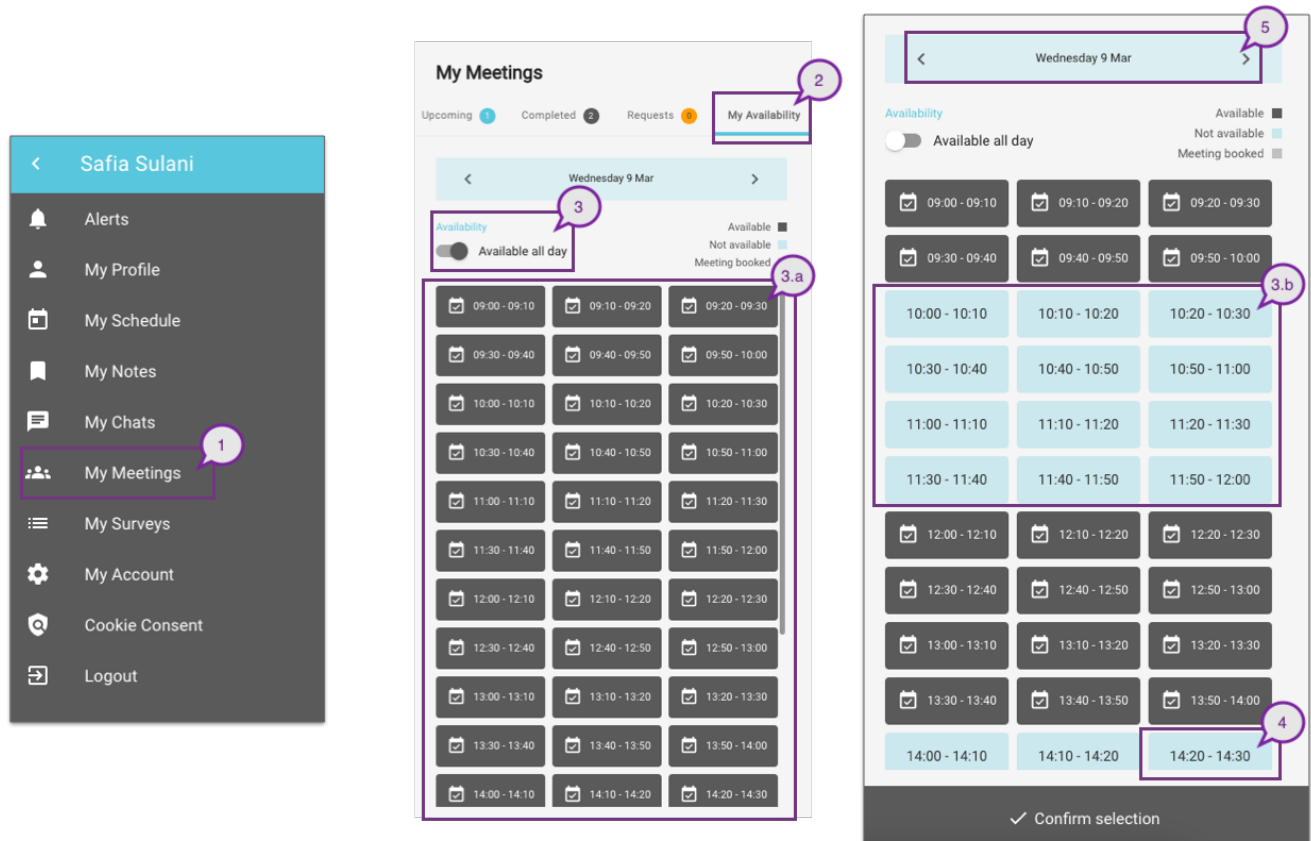 Safia Sulani
Alerts
My Profile
My Schedule
My Notes
My Chats
1
My Meetings
My Surveys
My Account
Cookie Consent
Logout
My Meetings
2
Upcoming 1 Completed 2 Requests 0 My Availability
Wednesday 9 Mar
3
Availability Available
Available all day Not available
Meeting booked
3.a
09:00 - 09:10 09:10 - 09:20 09:20 - 09:30
09:30 - 09:40 09:40 - 09:50 09:50 - 10:00
10:00 - 10:10 10:10 - 10:20 10:20 - 10:30
10:30 - 10:40 10:40 - 10:50 10:50 - 11:00
11:00 - 11:10 11:10 - 11:20 11:20 - 11:30
11:30 - 11:40 11:40 - 11:50 11:50 - 12:00
12:00 - 12:10 12:10 - 12:20 12:20 - 12:30
12:30 - 12:40 12:40 - 12:50 12:50 - 13:00
13:00 - 13:10 13:10 - 13:20 13:20 - 13:30
13:30 - 13:40 13:40 - 13:50 13:50 - 14:00
14:00 - 14:10 14:10 - 14:20 14:20 - 14:30
5
Wednesday 9 Mar
Availability Available
Available all day Not available
Meeting booked
09:00 - 09:10 09:10 - 09:20 09:20 - 09:30
09:30 - 09:40 09:40 - 09:50 09:50 - 10:00
3.b
10:00 - 10:10 10:10 - 10:20 10:20 - 10:30
10:30 - 10:40 10:40 - 10:50 10:50 - 11:00
11:00 - 11:10 11:10 - 11:20 11:20 - 11:30
11:30 - 11:40 11:40 - 11:50 11:50 - 12:00
12:00 - 12:10 12:10 - 12:20 12:20 - 12:30
12:30 - 12:40 12:40 - 12:50 12:50 - 13:00
13:00 - 13:10 13:10 - 13:20 13:20 - 13:30
13:30 - 13:40 13:40 - 13:50 13:50 - 14:00
4
14:00 - 14:10 14:10 - 14:20 14:20 - 14:30
Confirm selection